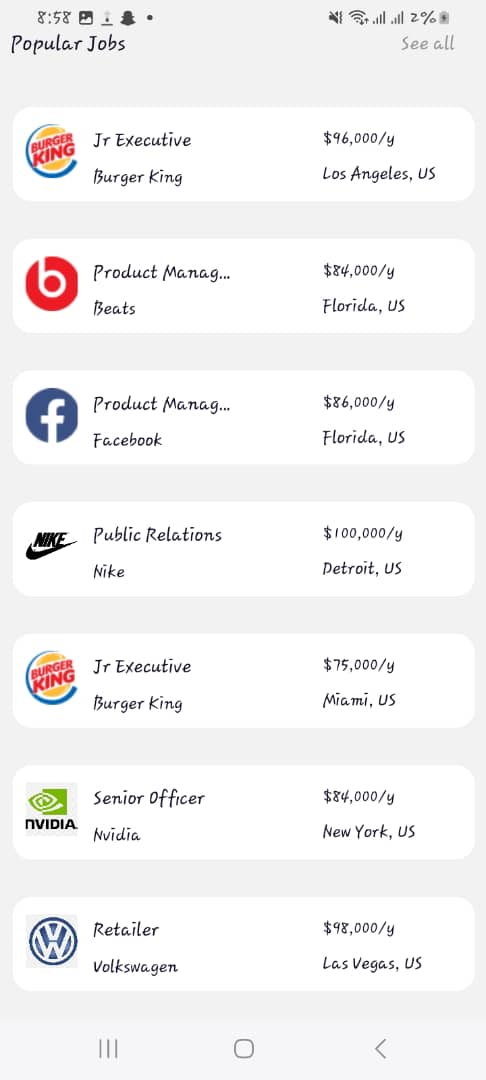 8:58 2%
Popular Jobs See all
BURGER KING
Jr Executive $96,000/y
Burger King Los Angeles, US
Product Manag... $84,000/y
Beats Florida, US
Product Manag... $86,000/y
Facebook Florida, US
NIKE
Public Relations $100,000/y
Nike Detroit, US
BURGER KING
Jr Executive $75,000/y
Burger King Miami, US
NVIDIA.
Senior Officer $84,000/y
Nvidia New York, US
Retailer $98,000/y
Volkswagen Las Vegas, US